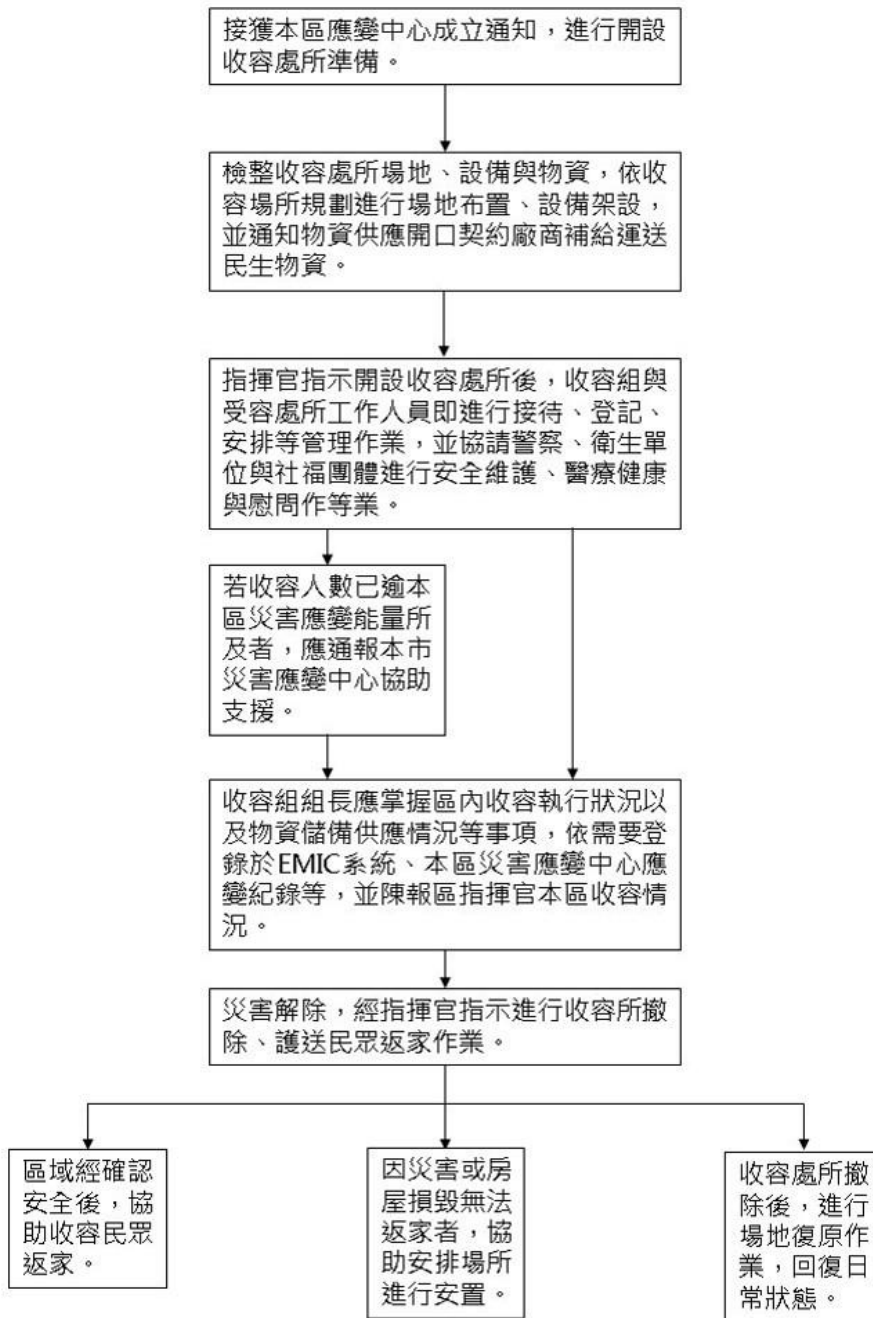 接獲本區應變中心成立通知，進行開設
收容處所準備。
檢整收容處所場地、設備與物資，依收
容場所規劃進行場地布置、設備架設，
並通知物資供應開口契約廠商補給運送
民生物資。
指揮官指示開設收容處所後，收容組與
受容處所工作人員即進行接待、登記、
安排等管理作業，並協請警察、衛生單
位與社福團體進行安全維護、醫療健康
與慰問作等業。
若收容人數已逾本
區災害應變能量所
及者，應通報本市
災害應變中心協助
支援。
收容組組長應掌握區內收容執行狀況以
及物資儲備供應情況等事項，依需要登
錄於EMIC系統、本區災害應變中心應
變紀錄等，並陳報區指揮官本區收容情
況。
災害解除，經指揮官指示進行收容所撤
除、護送民眾返家作業。
區域經確認
安全後，協
助收容民眾
返家。
因災害或房
屋損毀無法
返家者，協
助安排場所
進行安置。
收容處所撤
除後，進行
場地復原作
業，回復日
常狀態。